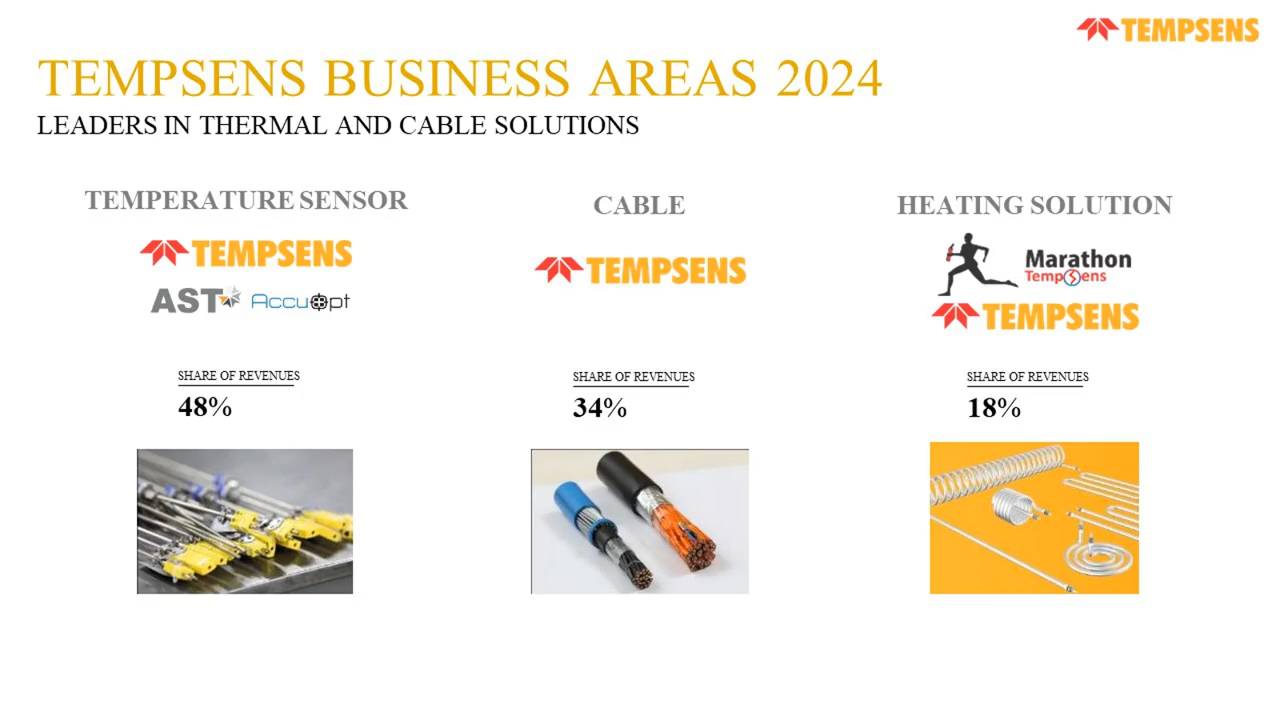 TEMPSENS
TEMPSENS BUSINESS AREAS 2024
LEADERS IN THERMAL AND CABLE SOLUTIONS
TEMPERATURE SENSOR
TEMPSENS
AST AccuOpt
SHARE OF REVENUES
48%
CABLE
TEMPSENS
SHARE OF REVENUES
34%
HEATING SOLUTION
Marathon
TempSens
TEMPSENS
SHARE OF REVENUES
18%